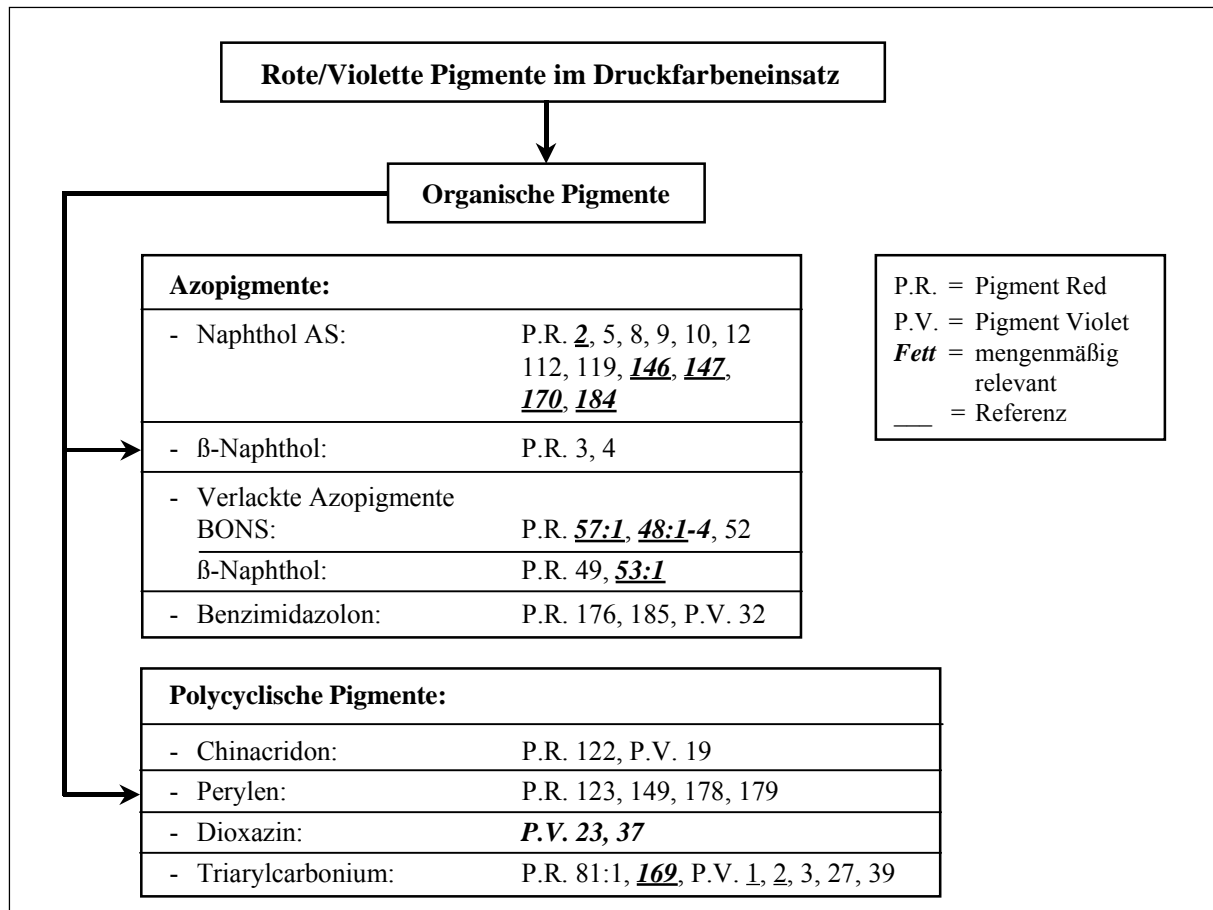 Rote/Violette Pigmente im Druckfarbeneinsatz
Organische Pigmente
Azopigmente:
- Naphthol AS: P.R. 2, 5, 8, 9, 10, 12
112, 119, 146, 147,
170, 184
- ß-Naphthol: P.R. 3, 4
- Verlackte Azopigmente
BONS: P.R. 57:1, 48:1-4, 52
ß-Naphthol: P.R. 49, 53:1
- Benzimidazolon: P.R. 176, 185, P.V. 32
P.R. = Pigment Red
P.V. = Pigment Violet
Fett = mengenmäßig
relevant
___ = Referenz
Polycyclische Pigmente:
- Chinacridon: P.R. 122, P.V. 19
- Perylen: P.R. 123, 149, 178, 179
- Dioxazin: P.V. 23, 37
- Triarylcarbonium: P.R. 81:1, 169, P.V. 1, 2, 3, 27, 39